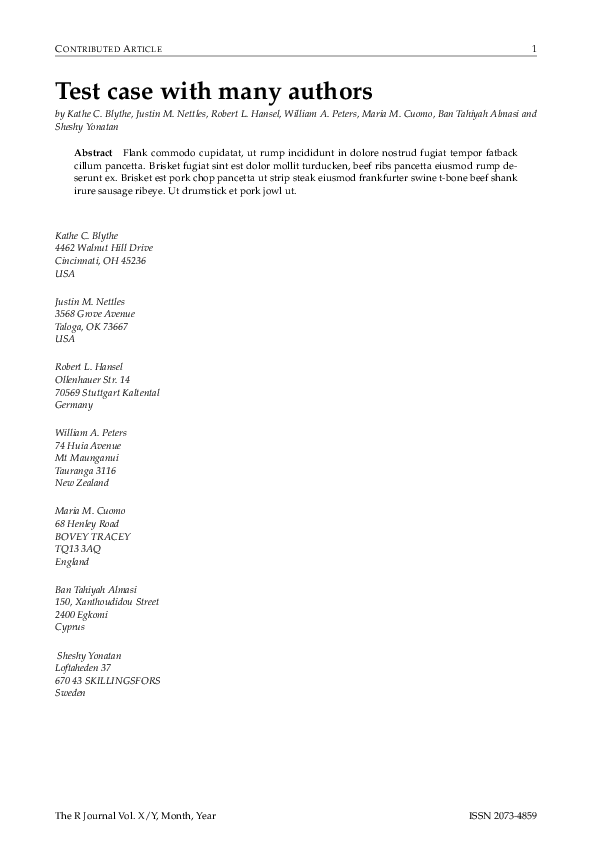 CONTRIBUTED ARTICLE 1
Test case with many authors
by Kathe C. Blythe, Justin M. Nettles, Robert L. Hansel, William A. Peters, Maria M. Cuomo, Ban Tahiyah Almasi and
Sheshy Yonatan
Abstract Flank commodo cupidatat, ut rump incididunt in dolore nostrud fugiat tempor fatback
cillum pancetta. Brisket fugiat sint est dolor mollit turducken, beef ribs pancetta eiusmod rump de-
serunt ex. Brisket est pork chop pancetta ut strip steak eiusmod frankfurter swine t-bone beef shank
irure sausage ribeye. Ut drumstick et pork jowl ut.
Kathe C. Blythe
4462 Walnut Hill Drive
Cincinnati, OH 45236
USA
Justin M. Nettles
3568 Grove Avenue
Taloga, OK 73667
USA
Robert L. Hansel
Ollenhauer Str. 14
70569 Stuttgart Kaltental
Germany
William A. Peters
74 Huia Avenue
Mt Maunganui
Tauranga 3116
New Zealand
Maria M. Cuomo
68 Henley Road
BOVEY TRACEY
TQ13 3AQ
England
Ban Tahiyah Almasi
150, Xanthoudidou Street
2400 Egkomi
Cyprus
Sheshy Yonatan
Loftaheden 37
670 43 SKILLINGSFORS
Sweden
The R Journal Vol. X/Y, Month, Year ISSN 2073-4859